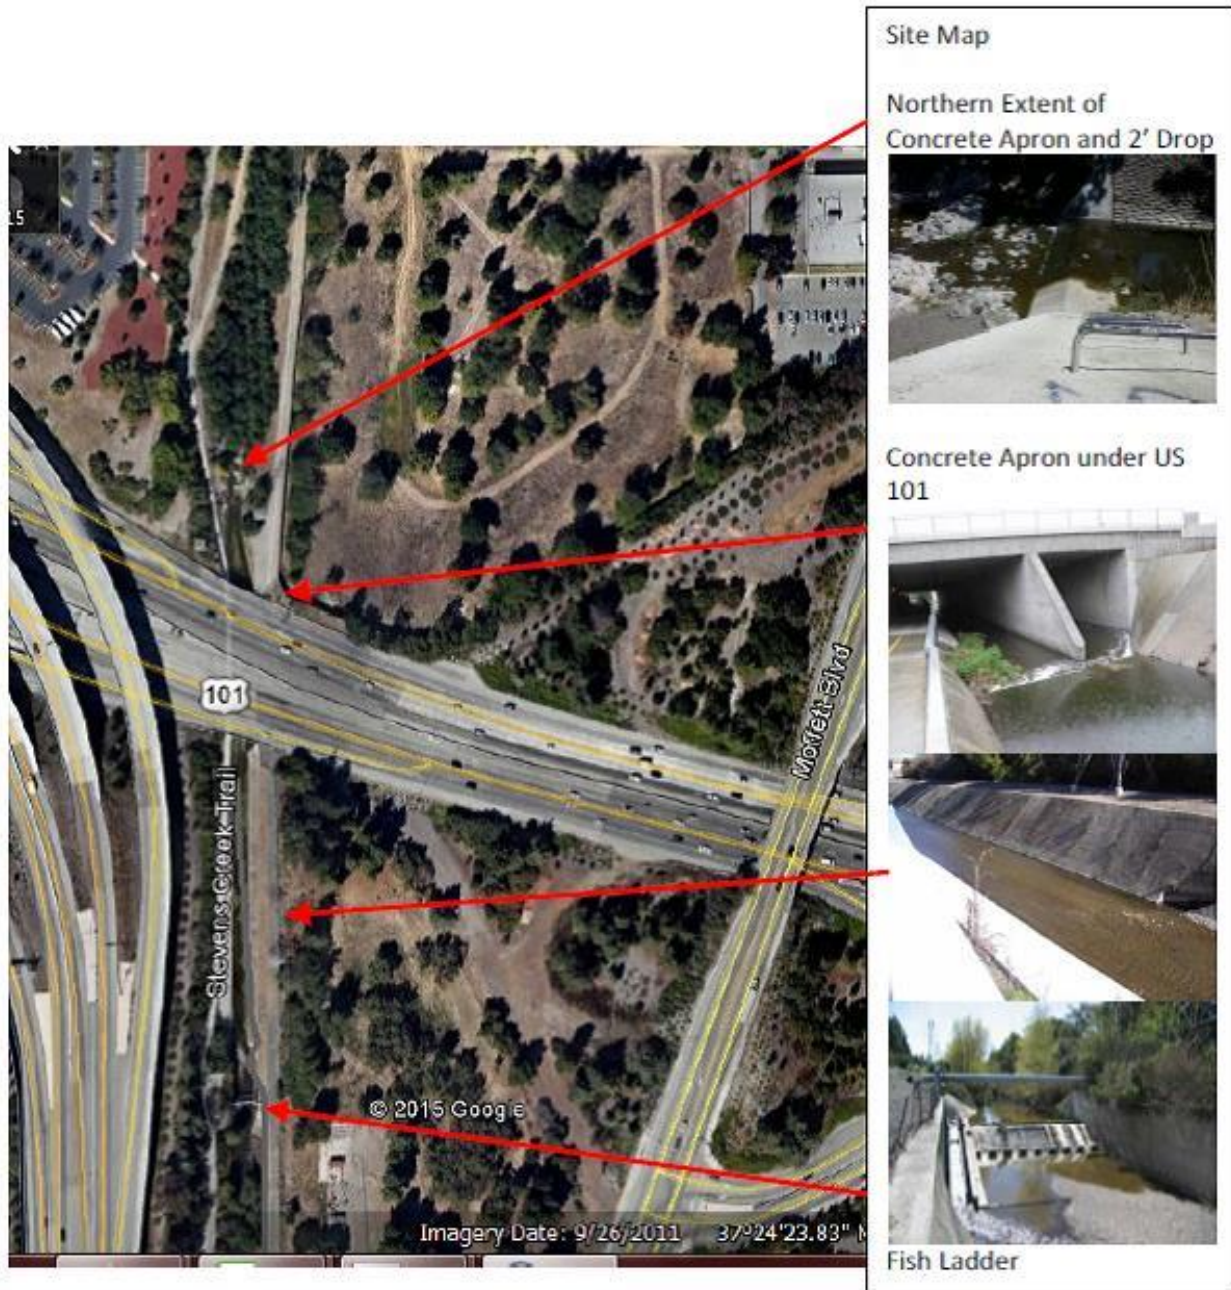 Site Map
Northern Extent of
Concrete Apron and 2' Drop
Concrete Apron under US
101
Fish Ladder
15
101
Stevens Creek Trail
Moffett Blvd
© 2015 Google
Imagery Date: 9/26/2011 37°24'23.83"